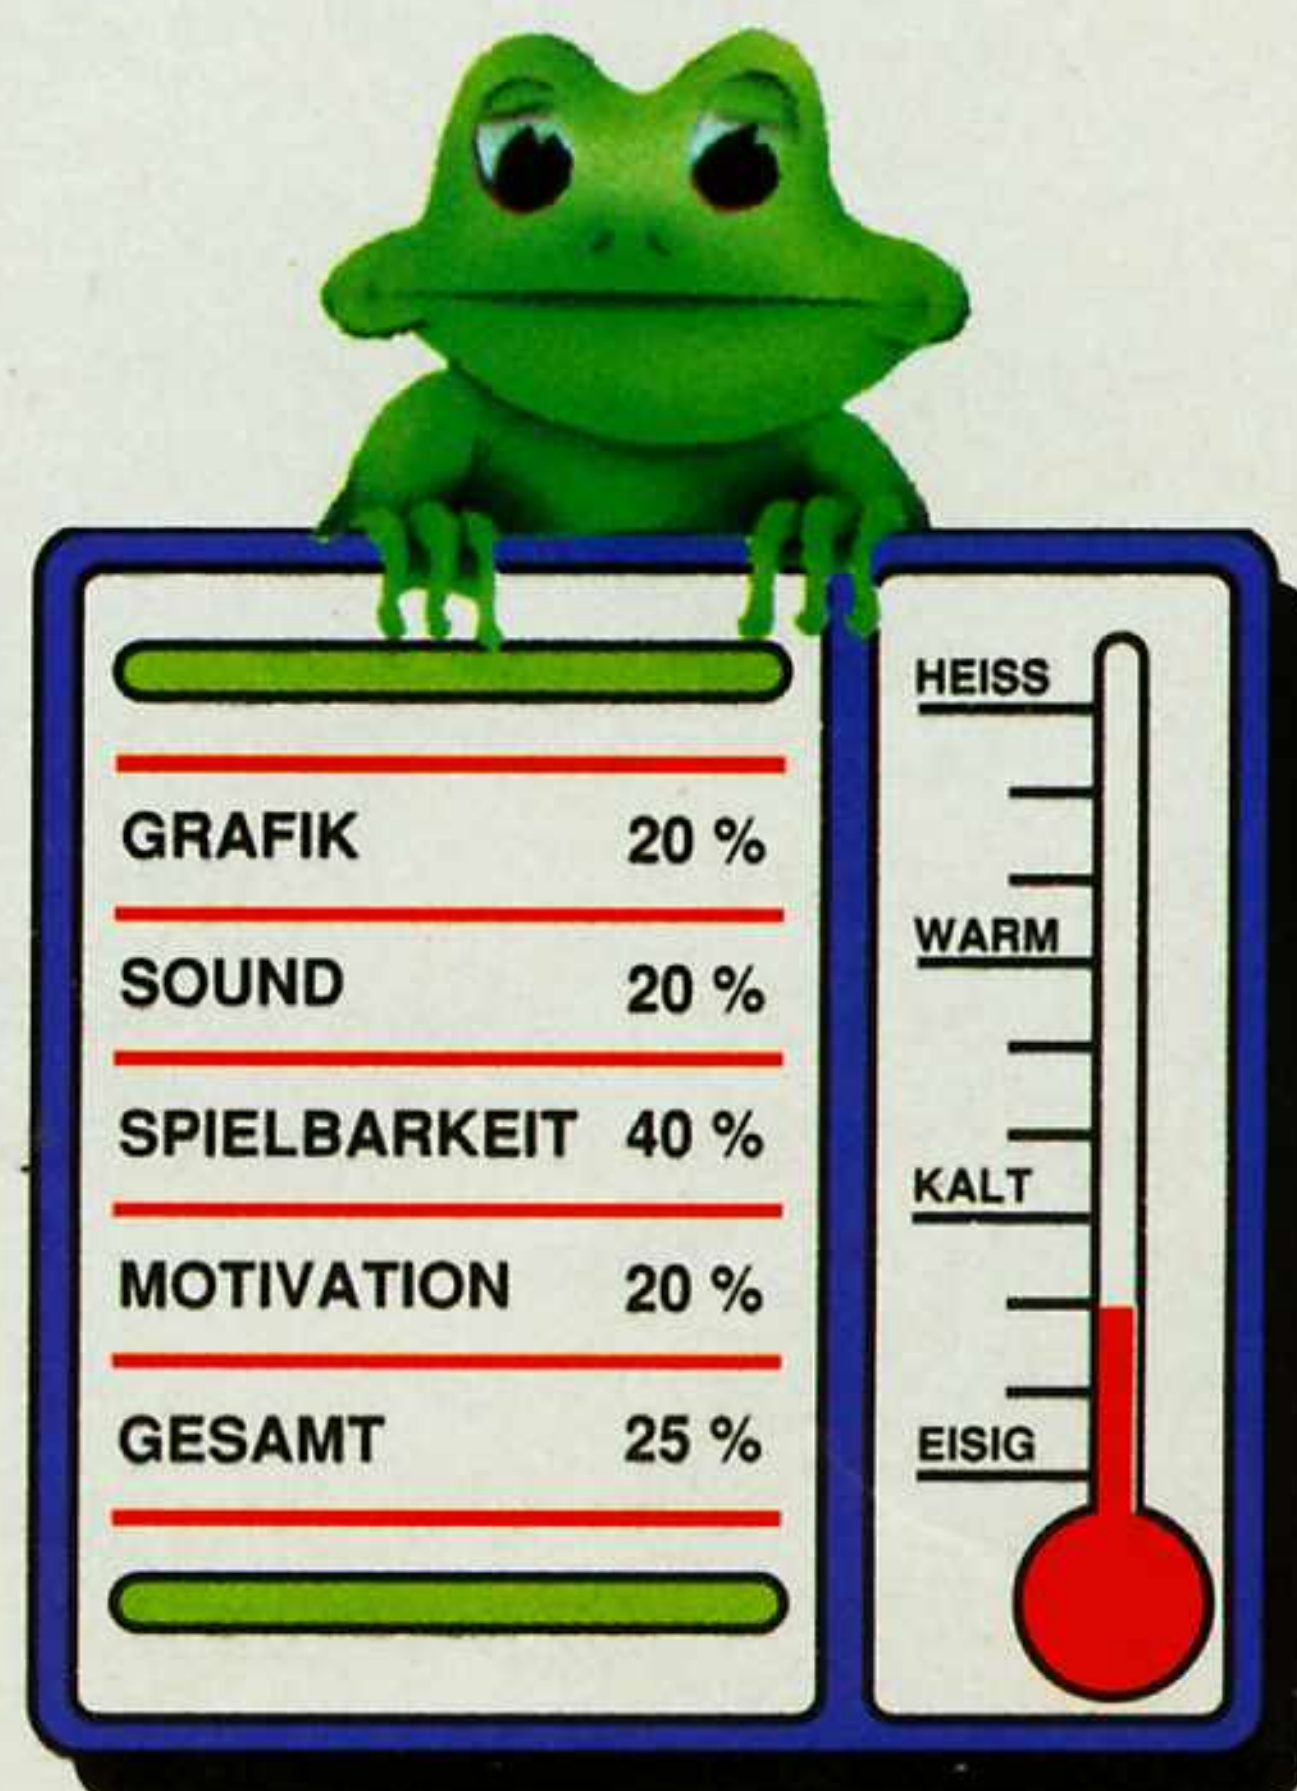 GRAFIK 20 %
SOUND 20 %
SPIELBARKEIT 40 %
MOTIVATION 20 %
GESAMT 25 %
HEISS
WARM
KALT
EISIG